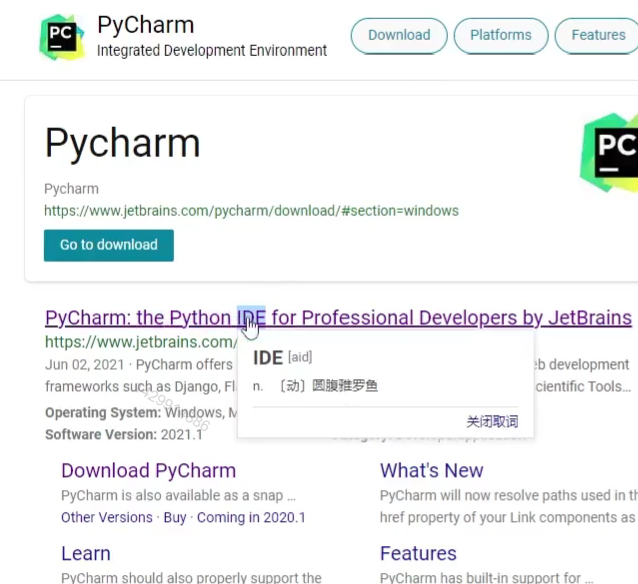 PC
PyCharm
Integrated Development Environment
Download
Platforms
Features
Pycharm
PC
Pycharm
https://www.jetbrains.com/pycharm/download/#section=windows
Go to download
PyCharm: the Python IDE for Professional Developers by JetBrains
https://www.jetbrains.com/
IDE [aid]
Jun 02, 2021 · PyCharm offers
b development
n. 〔动〕圆腹雅罗鱼
frameworks such as Django, Fl
cientific Tools...
Operating System: Windows, M
关闭取词
Software Version: 2021.1
Download PyCharm
What's New
PyCharm is also available as a snap ...
PyCharm will now resolve paths used in th
Other Versions · Buy · Coming in 2020.1
href property of your Link components as
Learn
Features
PyCharm should also properly support the
PyCharm has built-in support for ...